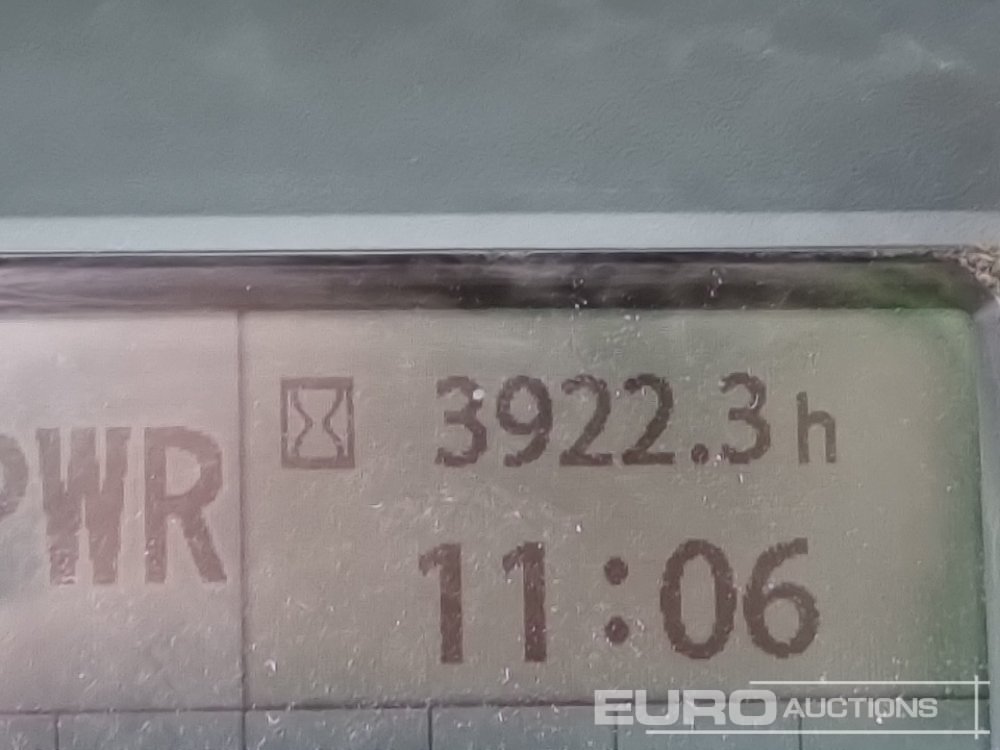 3922.3 h
PWR
11:06
EURO AUCTIONS